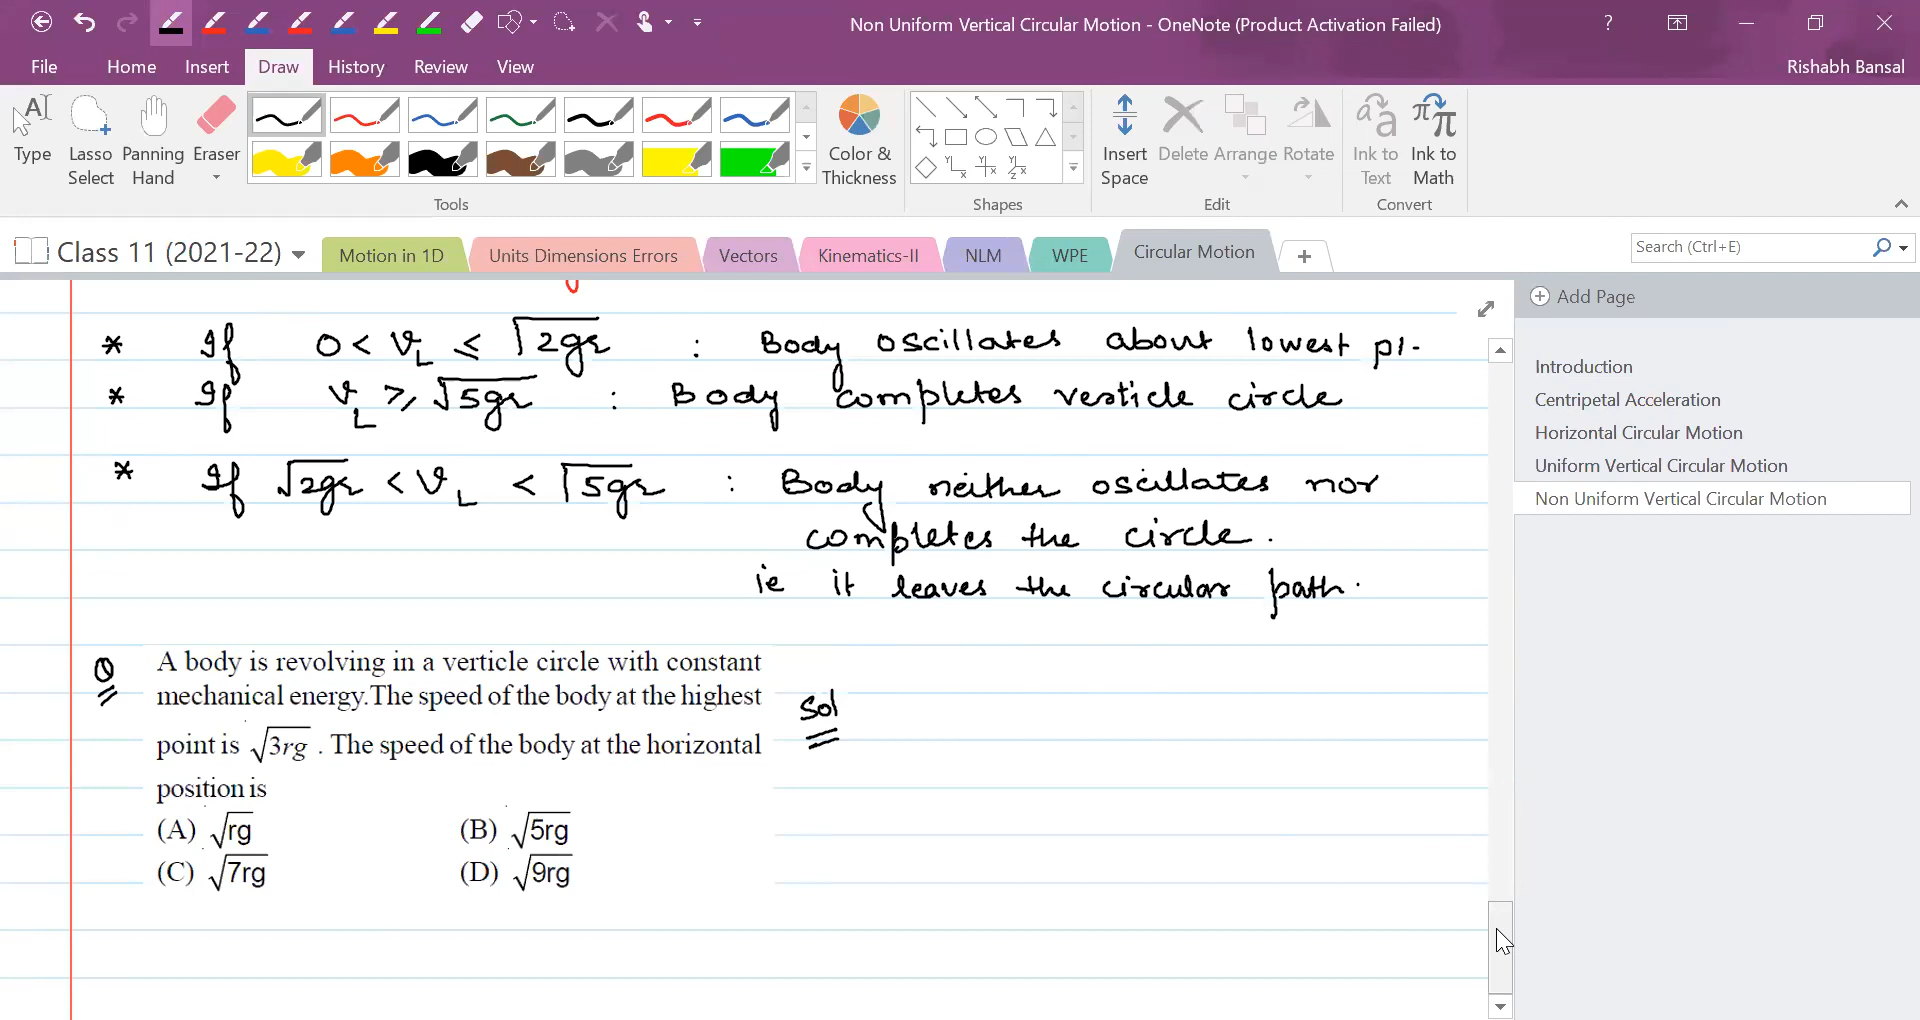 Non Uniform Vertical Circular Motion - OneNote (Product Activation Failed)
?
File Home Insert Draw History Review View
Rishabh Bansal
Type
Lasso Select
Panning Hand
Eraser
Color & Thickness
Insert Space
Delete
Arrange
Rotate
Ink to Text
Ink to Math
Tools Shapes Edit Convert
Class 11 (2021-22) Motion in 1D Units Dimensions Errors Vectors Kinematics-II NLM WPE Circular Motion
Search (Ctrl+E)
Add Page
Introduction
Centripetal Acceleration
Horizontal Circular Motion
Uniform Vertical Circular Motion
Non Uniform Vertical Circular Motion
* If 0 < v_L ≤ √2gr : Body oscillates about lowest pt.
* If v_L ≥ √5gr : Body completes verticle circle
* If √2gr < v_L < √5gr : Body neither oscillates nor
completes the circle.
ie it leaves the circular path.
Q A body is revolving in a verticle circle with constant
mechanical energy.The speed of the body at the highest
point is √3rg . The speed of the body at the horizontal
position is
(A) √rg (B) √5rg
(C) √7rg (D) √9rg
Sol